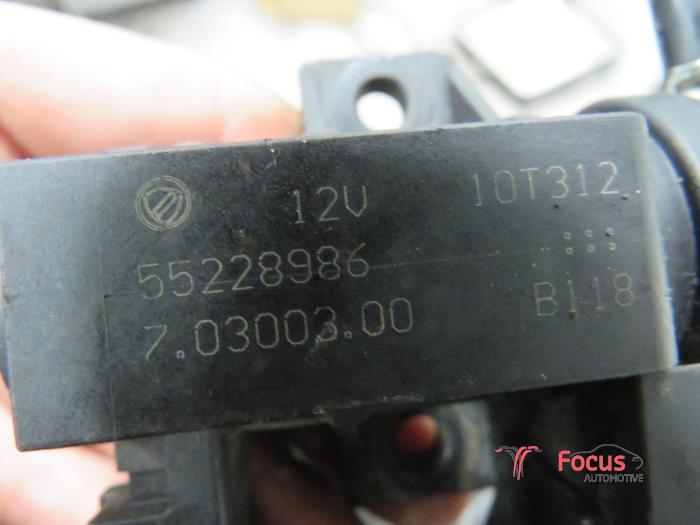 12V 10T312
55228986
7.03003.00 B118
Focus
AUTOMOTIVE